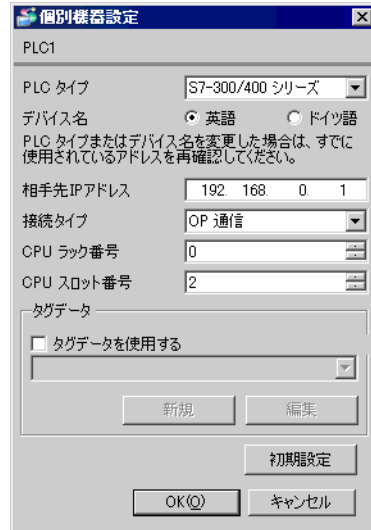 個別機器設定
PLC1
PLC タイプ S7-300/400 シリーズ
デバイス名 英語 ドイツ語
PLC タイプまたはデバイス名を変更した場合は、すでに
使用されているアドレスを再確認してください。
相手先IPアドレス 192. 168. 0. 1
接続タイプ OP 通信
CPU ラック番号 0
CPU スロット番号 2
タグデータ
タグデータを使用する
新規 編集
初期設定
OK(O) キャンセル